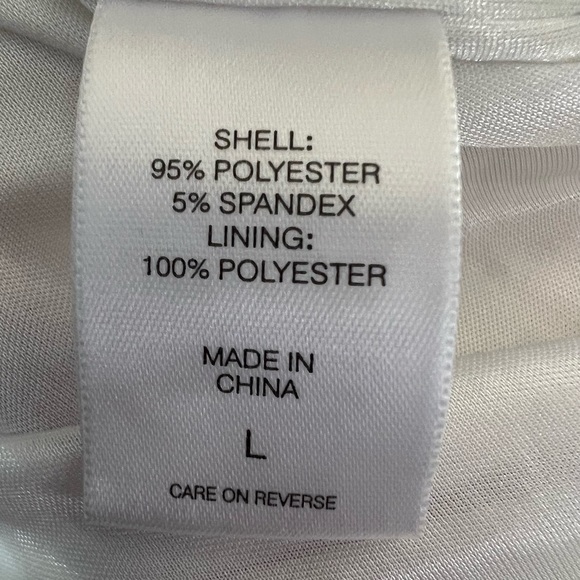 SHELL:
95% POLYESTER
5% SPANDEX
LINING:
100% POLYESTER
MADE IN
CHINA
L
CARE ON REVERSE